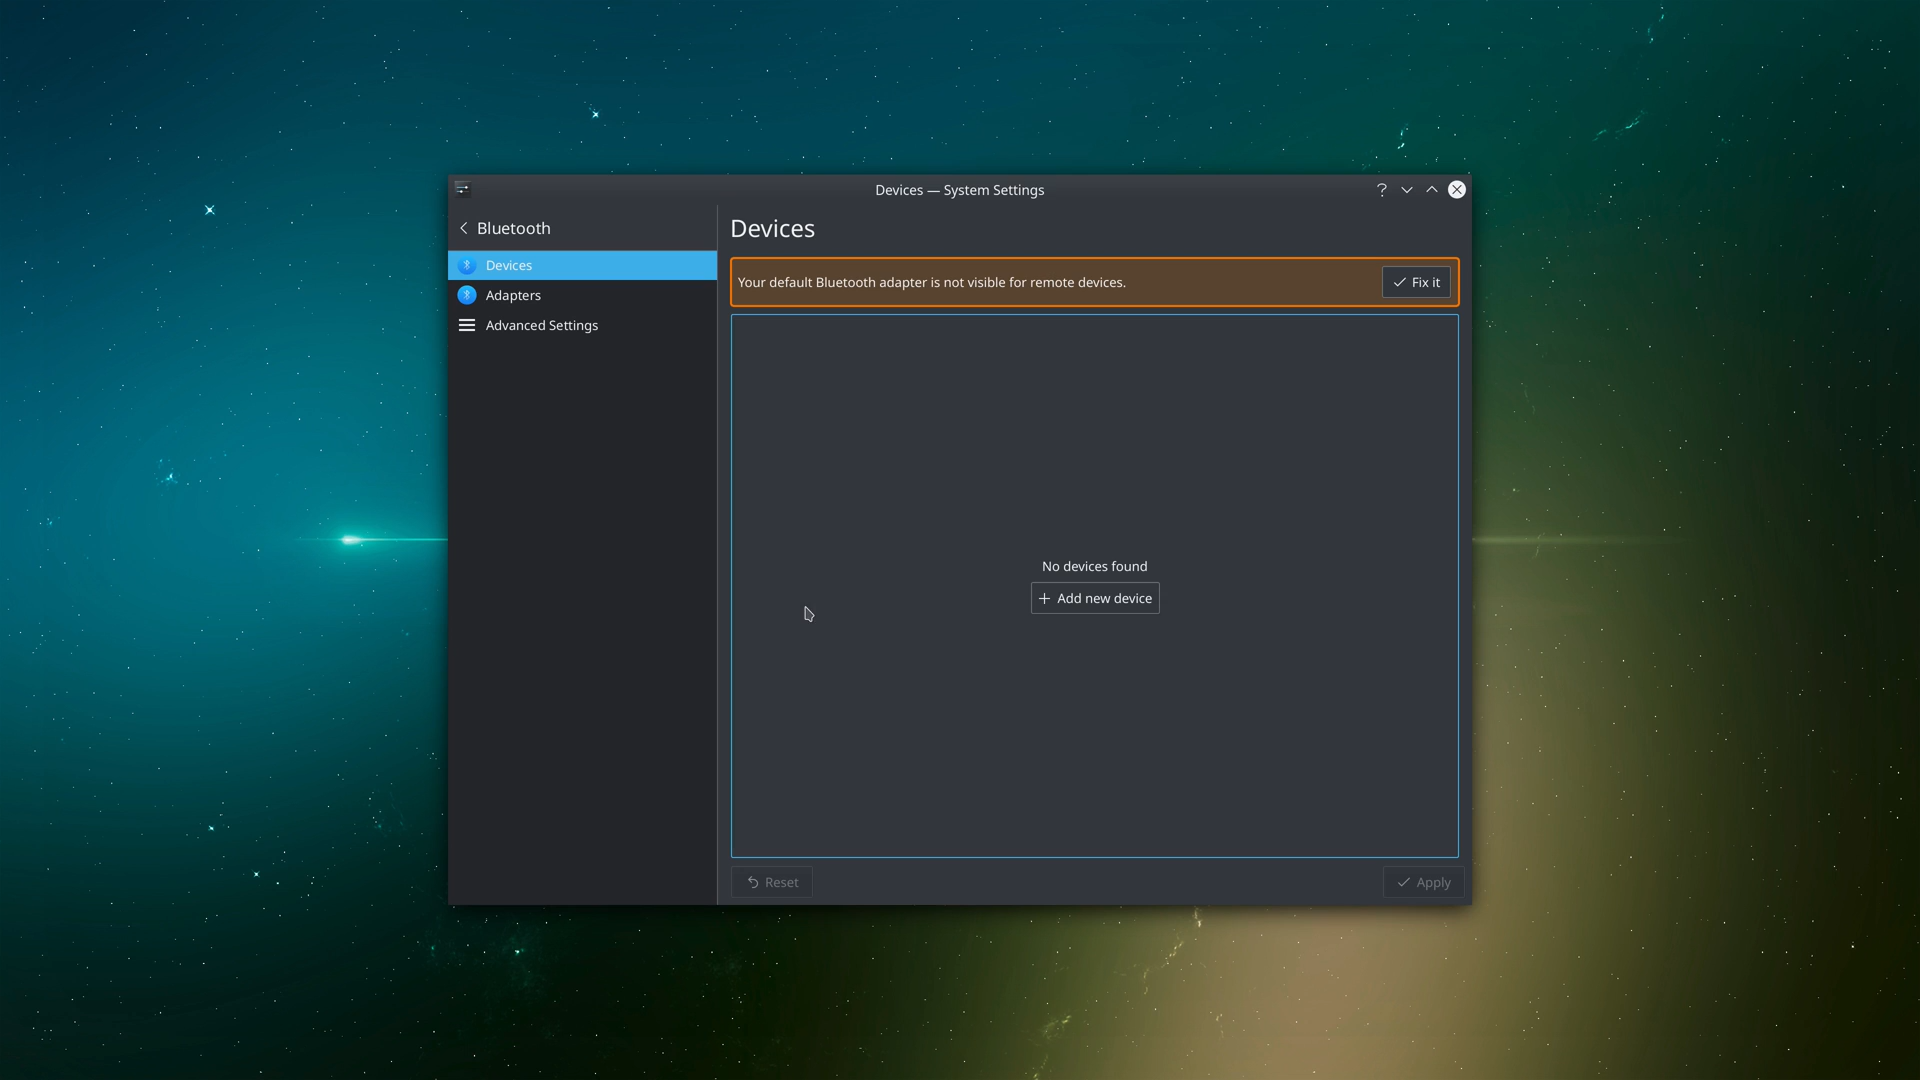 Devices — System Settings
Bluetooth
Devices
Adapters
Advanced Settings
Devices
Your default Bluetooth adapter is not visible for remote devices.
Fix it
No devices found
Add new device
Reset
Apply